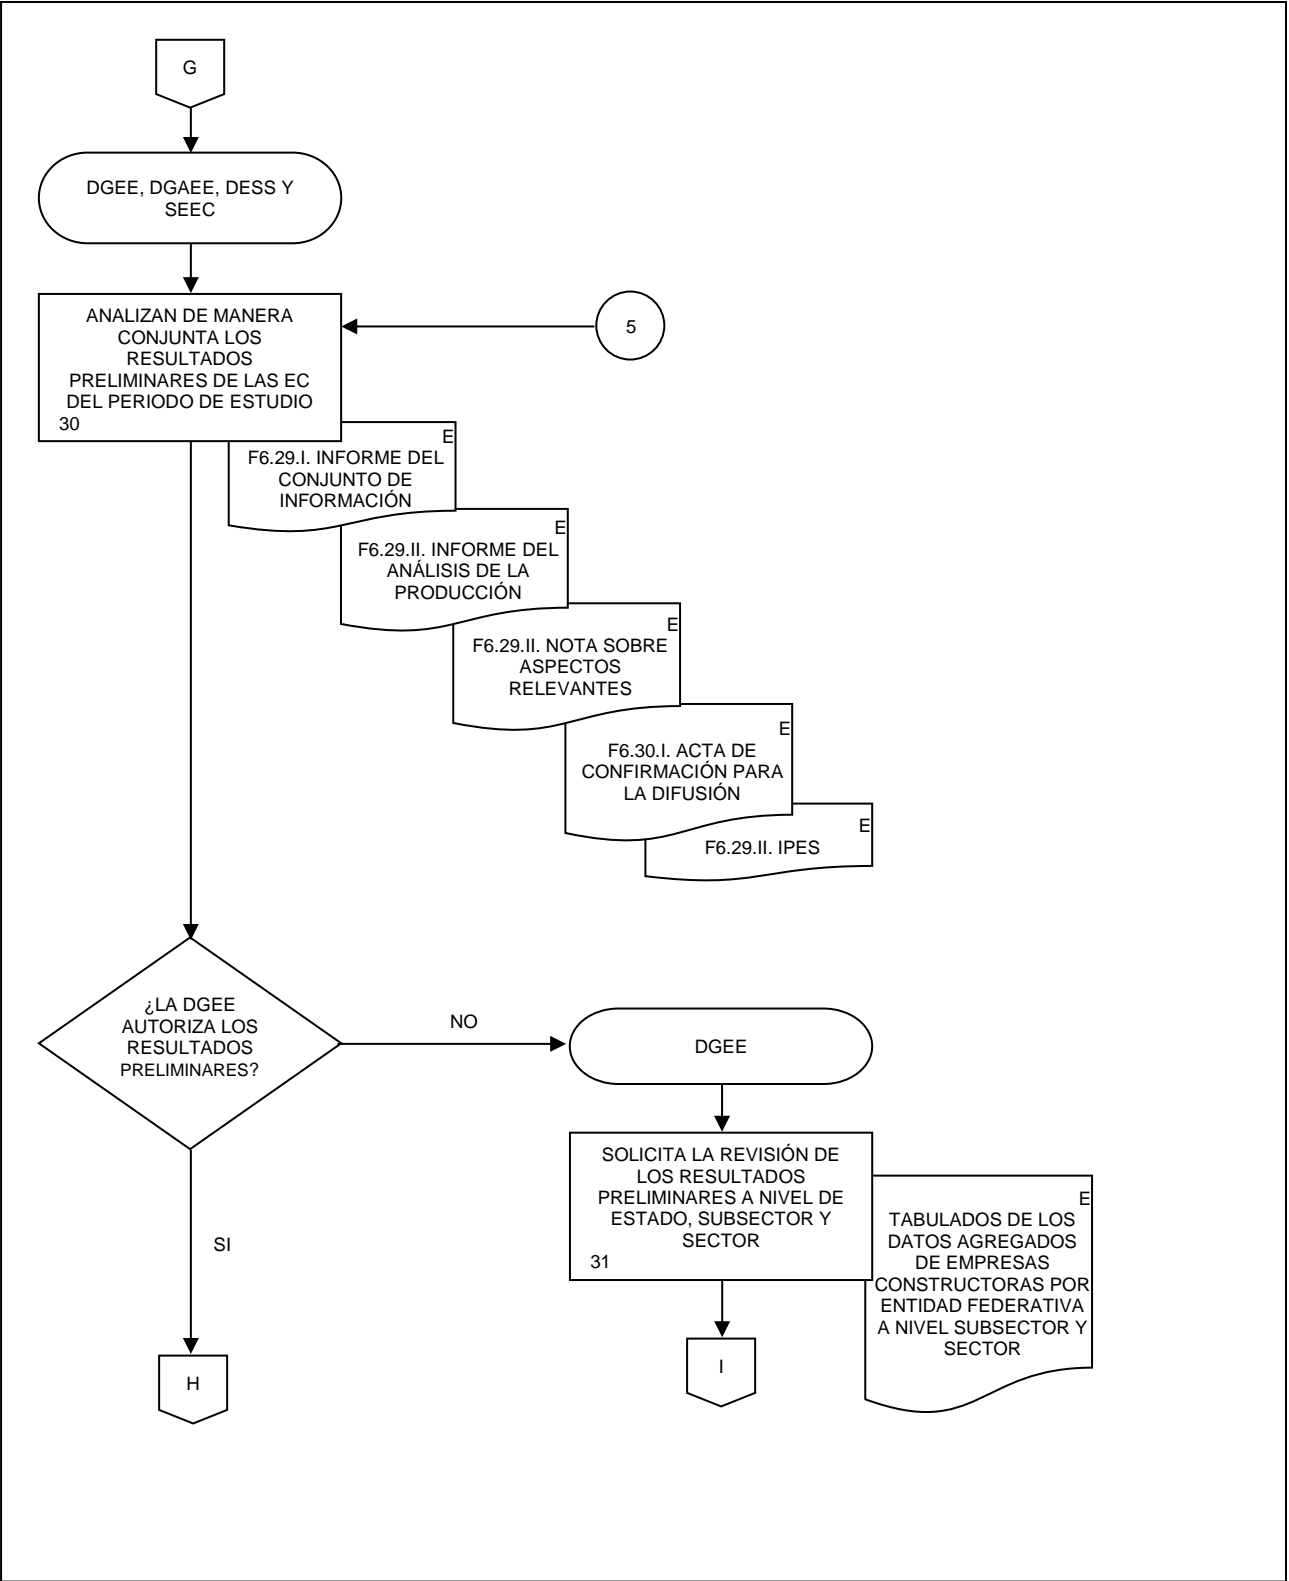 G
DGEE, DGAEE, DESS Y
SEEC
ANALIZAN DE MANERA
CONJUNTA LOS
RESULTADOS
PRELIMINARES DE LAS EC
DEL PERIODO DE ESTUDIO
30
5
E
F6.29.I. INFORME DEL
CONJUNTO DE
INFORMACIÓN
E
F6.29.II. INFORME DEL
ANÁLISIS DE LA
PRODUCCIÓN
E
F6.29.II. NOTA SOBRE
ASPECTOS
RELEVANTES
E
F6.30.I. ACTA DE
CONFIRMACIÓN PARA
LA DIFUSIÓN
E
F6.29.II. IPES
¿LA DGEE
AUTORIZA LOS
RESULTADOS
PRELIMINARES?
NO
DGEE
SOLICITA LA REVISIÓN DE
LOS RESULTADOS
PRELIMINARES A NIVEL DE
ESTADO, SUBSECTOR Y
SECTOR
31
E
TABULADOS DE LOS
DATOS AGREGADOS
DE EMPRESAS
CONSTRUCTORAS POR
ENTIDAD FEDERATIVA
A NIVEL SUBSECTOR Y
SECTOR
SI
H
I